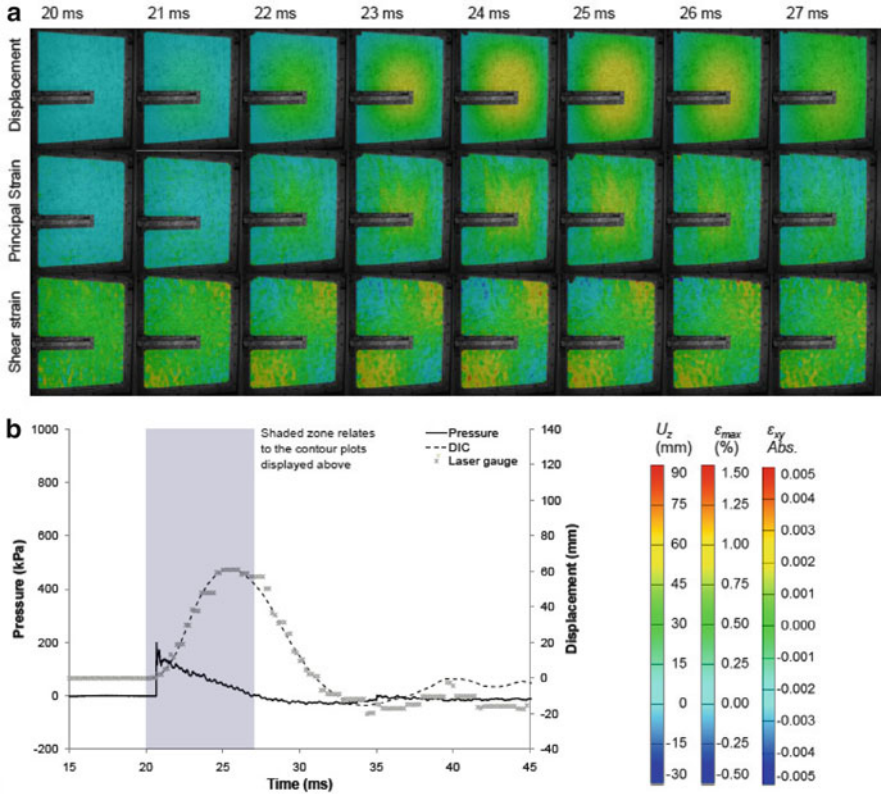 a 20 ms 21 ms 22 ms 23 ms 24 ms 25 ms 26 ms 27 ms
Displacement
Principal Strain
Shear strain
b
1000
800
600
400
200
0
-200
Pressure (kPa)
Shaded zone relates
to the contour plots
displayed above
Pressure
DIC
Laser gauge
140
120
100
80
60
40
20
0
-20
-40
Displacement (mm)
15 20 25 30 35 40 45
Time (ms)
Uz
(mm)
90
75
60
45
30
15
0
-15
-30
εmax
(%)
1.50
1.25
1.00
0.75
0.50
0.25
0.00
-0.25
-0.50
εxy
Abs.
0.005
0.004
0.003
0.002
0.001
0.000
-0.001
-0.002
-0.003
-0.004
-0.005